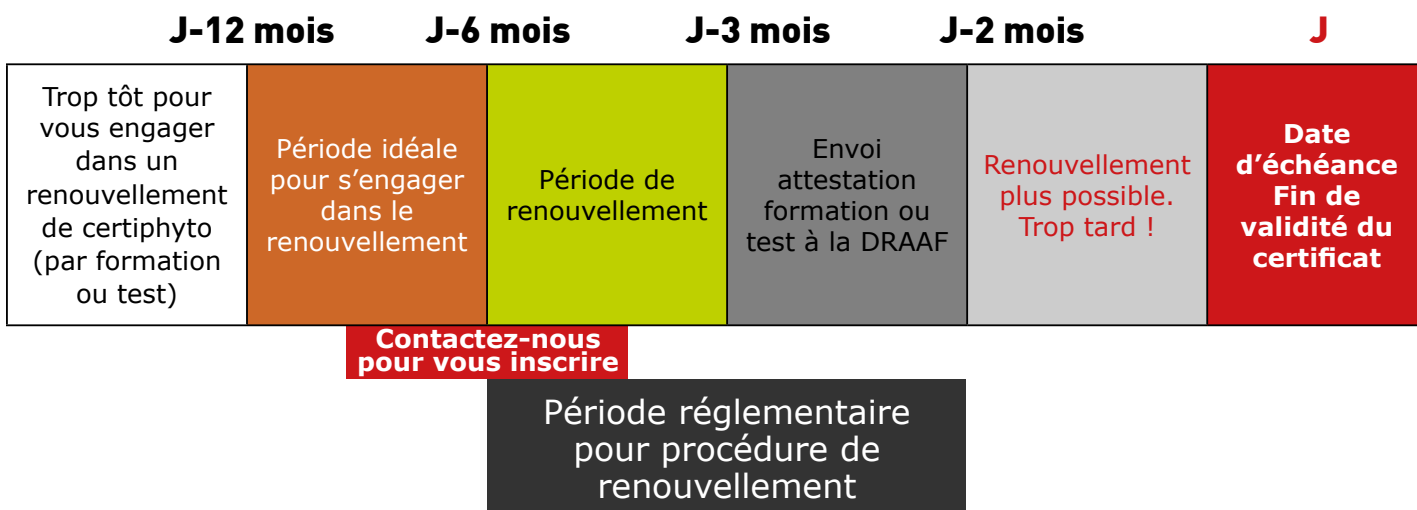 J-12 mois
J-6 mois
J-3 mois
J-2 mois
J
Trop tôt pour
vous engager
dans un
renouvellement
de certiphyto
(par formation
ou test)
Période idéale
pour s’engager
dans le
renouvellement
Période de
renouvellement
Envoi
attestation
formation ou
test à la DRAAF
Renouvellement
plus possible.
Trop tard !
Date
d’échéance
Fin de
validité du
certificat
Contactez-nous
pour vous inscrire
Période réglementaire
pour procédure de
renouvellement